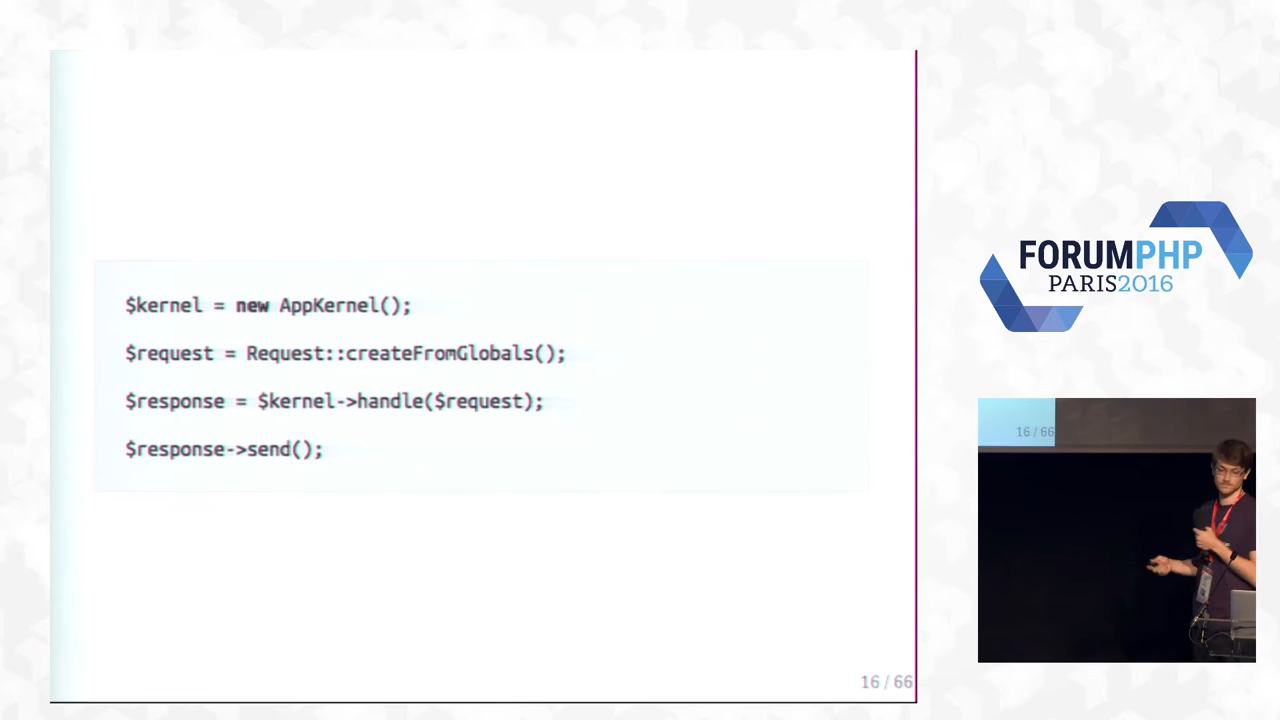 $kernel = new AppKernel();
$request = Request::createFromGlobals();
$response = $kernel->handle($request);
$response->send();
16 / 66
FORUMPHP
PARIS2016
16 / 66